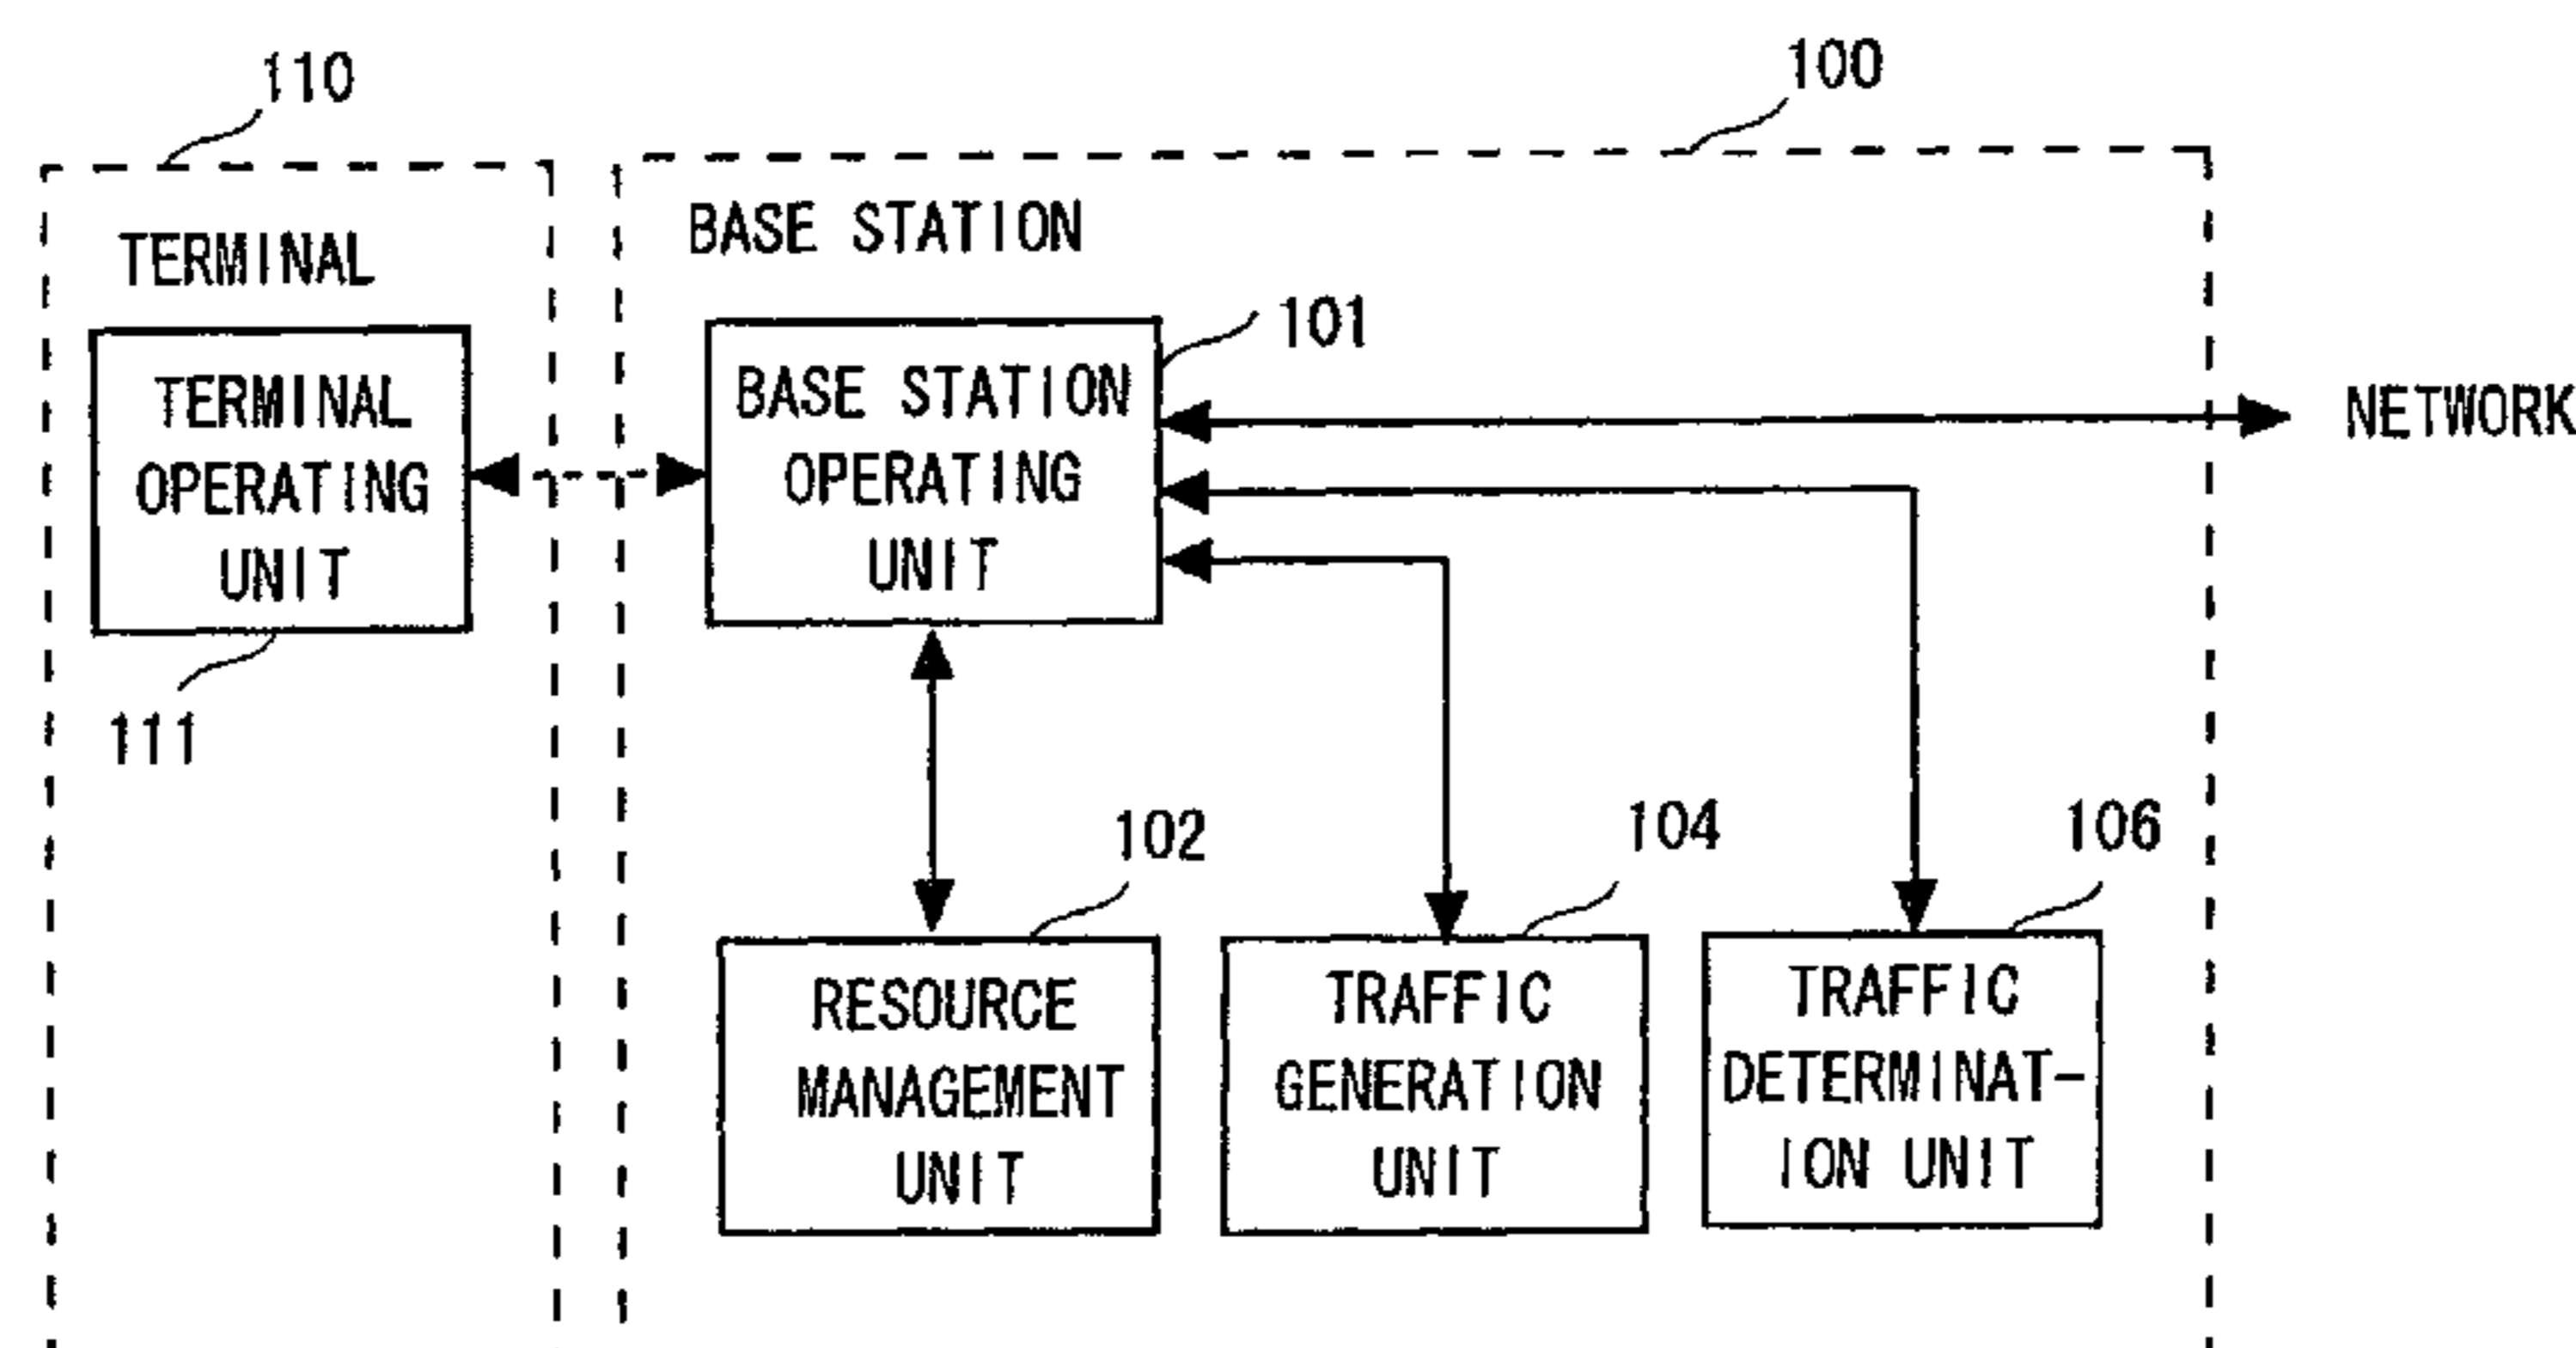 110
100
TERMINAL
BASE STATION
101
TERMINAL
OPERATING
UNIT
111
BASE STATION
OPERATING
UNIT
NETWORK
102
104
106
RESOURCE
MANAGEMENT
UNIT
TRAFFIC
GENERATION
UNIT
TRAFFIC
DETERMINAT-
ION UNIT